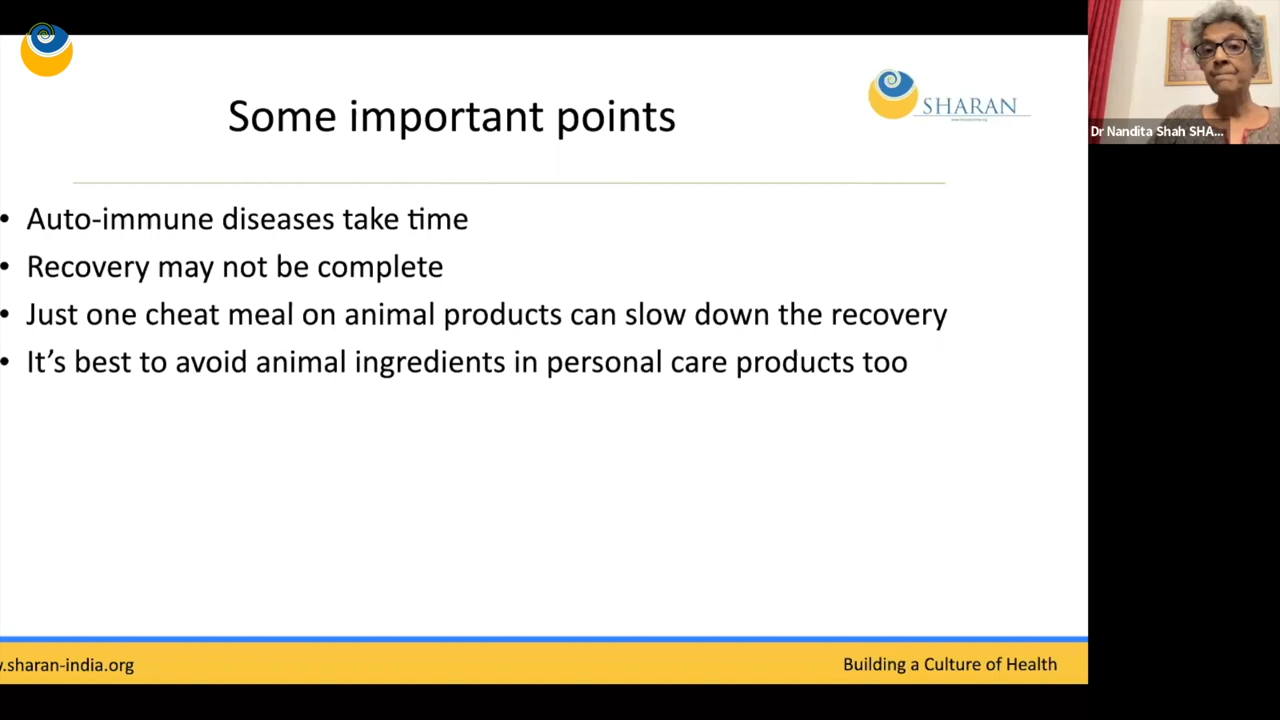 Some important points
SHARAN
Dr Nandita Shah SHA...
• Auto-immune diseases take time
• Recovery may not be complete
• Just one cheat meal on animal products can slow down the recovery
• It’s best to avoid animal ingredients in personal care products too
.sharan-india.org
Building a Culture of Health